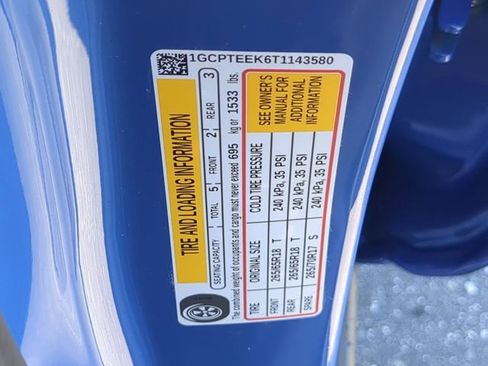 1GCPTEEK6T1143580
TIRE AND LOADING INFORMATION
SEATING CAPACITY TOTAL 5 FRONT 2 REAR 3
The combined weight of occupants and cargo must never exceed 695 kg or 1533 lbs.
TIRE ORIGINAL SIZE COLD TIRE PRESSURE
FRONT 265/65R18 T 240 kPa, 35 PSI
REAR 265/65R18 T 240 kPa, 35 PSI
SPARE 265/70R17 S 240 kPa, 35 PSI
SEE OWNER'S
MANUAL FOR
ADDITIONAL
INFORMATION